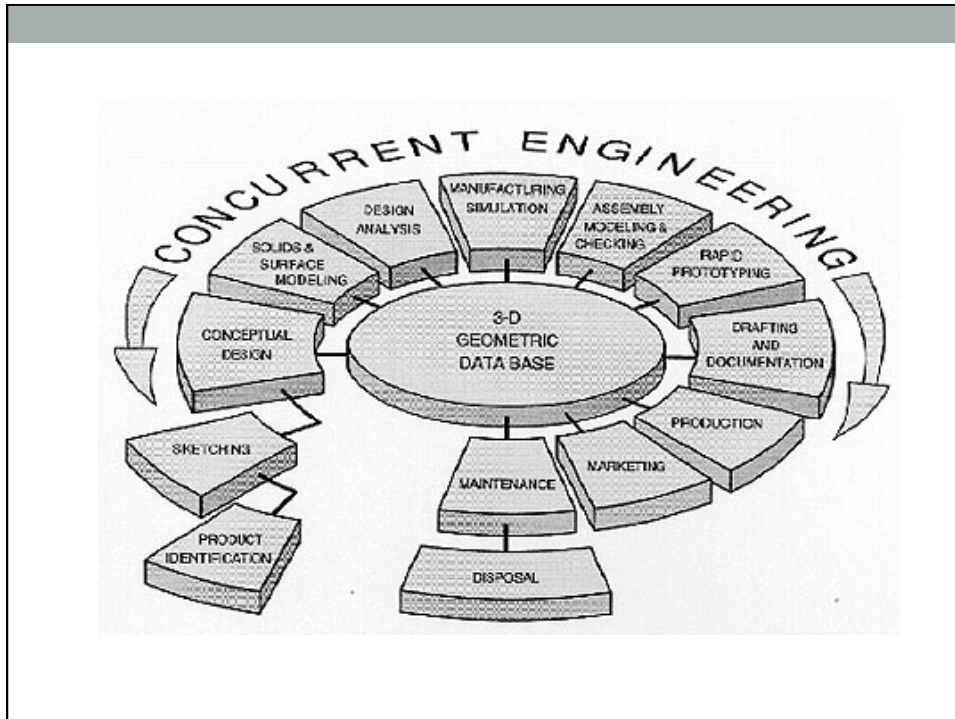 CONCURRENT ENGINEERING
MANUFACTURING
SIMULATION
DESIGN
ANALYSIS
ASSEMBLY
MODELING &
CHECKING
SOLIDS &
SURFACE
MODELING
RAPID
PROTOTYPING
CONCEPTUAL
DESIGN
3-D
GEOMETRIC
DATA BASE
DRAFTING
AND
DOCUMENTATION
SKETCHING
PRODUCTION
MARKETING
MAINTENANCE
PRODUCT
IDENTIFICATION
DISPOSAL